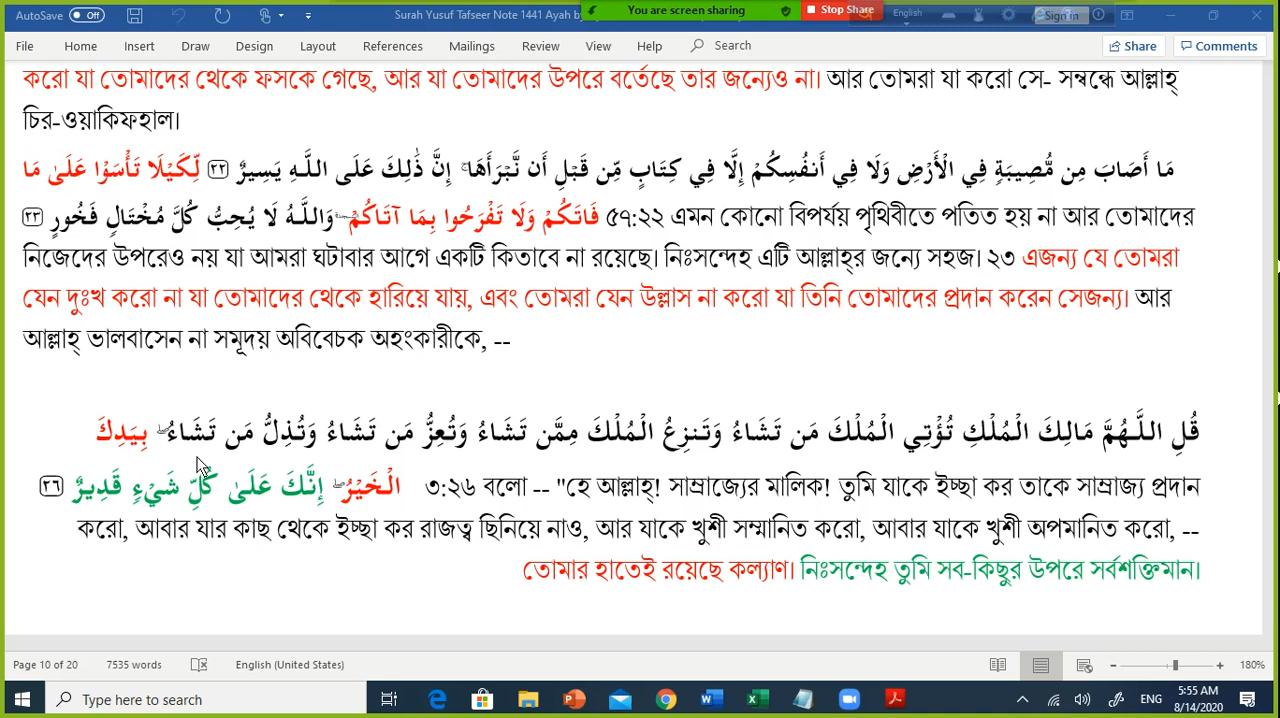 AutoSave Off
Surah Yusuf Tafseer Note 1441 Ayah by
You are screen sharing
Stop Share
English
Sign in
File Home Insert Draw Design Layout References Mailings Review View Help Search Share Comments
করো যা তোমাদের থেকে ফসকে গেছে, আর যা তোমাদের উপরে বর্তেছে তার জন্যেও না। আর তোমরা যা করো সে- সম্বন্ধে আল্লাহ্
চির-ওয়াকিফহাল।
مَا أَصَابَ مِن مُّصِيبَةٍ فِي الْأَرْضِ وَلَا فِي أَنفُسِكُمْ إِلَّا فِي كِتَابٍ مِّن قَبْلِ أَن نَّبْرَأَهَا ۚ إِنَّ ذَٰلِكَ عَلَى اللَّـهِ يَسِيرٌ ﴿٢٢﴾ لِّكَيْلَا تَأْسَوْا عَلَىٰ مَا
فَاتَكُمْ وَلَا تَفْرَحُوا بِمَا آتَاكُمْ ۗ وَاللَّـهُ لَا يُحِبُّ كُلَّ مُخْتَالٍ فَخُورٍ ﴿٢٣﴾ ৫৭:২২ এমন কোনো বিপর্যয় পৃথিবীতে পতিত হয় না আর তোমাদের
নিজেদের উপরেও নয় যা আমরা ঘটাবার আগে একটি কিতাবে না রয়েছে। নিঃসন্দেহ এটি আল্লাহ্‌র জন্যে সহজ। ২৩ এজন্য যে তোমরা
যেন দুঃখ করো না যা তোমাদের থেকে হারিয়ে যায়, এবং তোমরা যেন উল্লাস না করো যা তিনি তোমাদের প্রদান করেন সেজন্য। আর
আল্লাহ্ ভালবাসেন না সমূদয় অবিবেচক অহংকারীকে, --
قُلِ اللَّـهُمَّ مَالِكَ الْمُلْكِ تُؤْتِي الْمُلْكَ مَن تَشَاءُ وَتَنزِعُ الْمُلْكَ مِمَّن تَشَاءُ وَتُعِزُّ مَن تَشَاءُ وَتُذِلُّ مَن تَشَاءُ ۖ بِيَدِكَ
الْخَيْرُ ۖ إِنَّكَ عَلَىٰ كُلِّ شَيْءٍ قَدِيرٌ ﴿٢٦﴾ ৩:২৬ বলো -- "হে আল্লাহ্! সাম্রাজ্যের মালিক! তুমি যাকে ইচ্ছা কর তাকে সাম্রাজ্য প্রদান
করো, আবার যার কাছ থেকে ইচ্ছা কর রাজত্ব ছিনিয়ে নাও, আর যাকে খুশী সম্মানিত করো, আবার যাকে খুশী অপমানিত করো, --
তোমার হাতেই রয়েছে কল্যাণ। নিঃসন্দেহ তুমি সব-কিছুর উপরে সর্বশক্তিমান।
Page 10 of 20 7535 words English (United States) 180%
Type here to search ENG 5:55 AM
8/14/2020